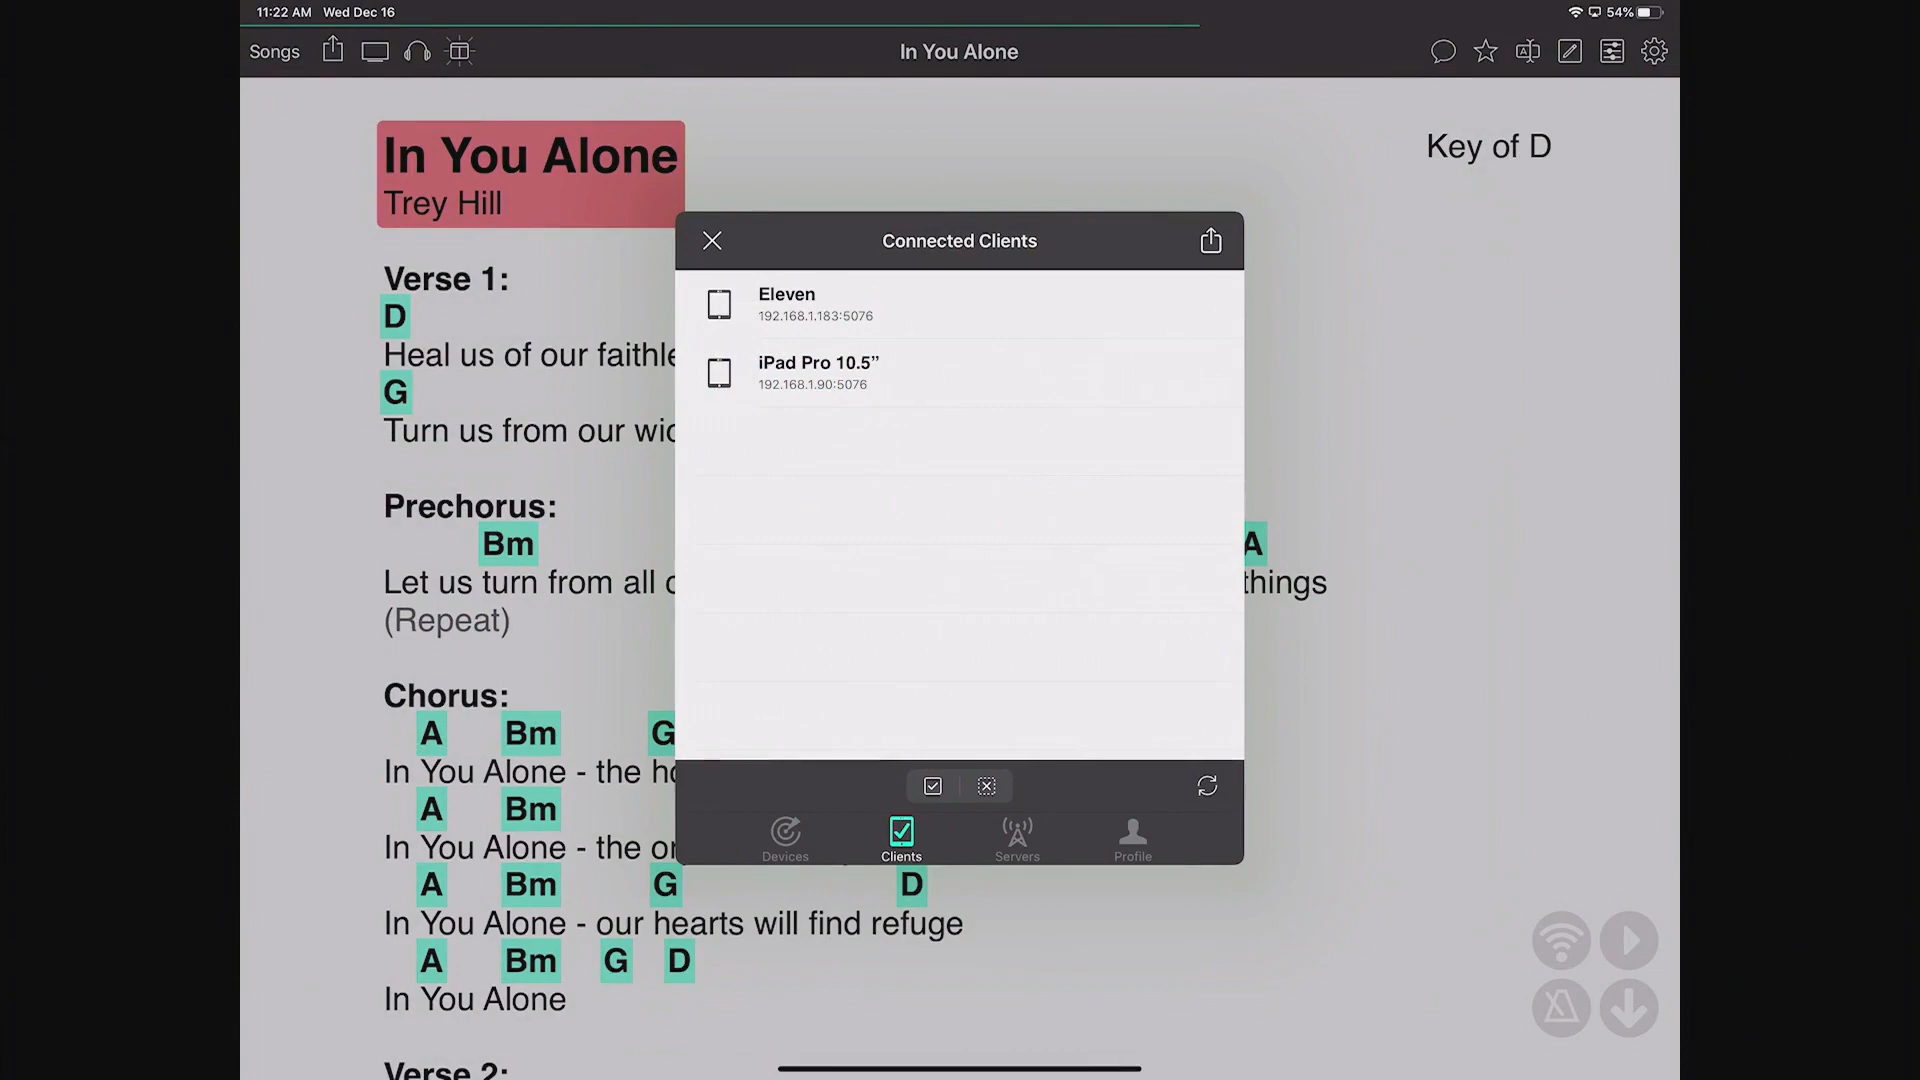 11:22 AM Wed Dec 16
54%
Songs
In You Alone
In You Alone
Key of D
Trey Hill
Connected Clients
Eleven
192.168.1.183:5076
iPad Pro 10.5”
192.168.1.90:5076
Devices
Clients
Servers
Profile
Verse 1:
D
Heal us of our
G
Turn us from our
Prechorus:
Bm A
Let us turn from all things
(Repeat)
Chorus:
A Bm G
In You Alone - the
A Bm
In You Alone - the
A Bm G D
In You Alone - our hearts will find refuge
A Bm G D
In You Alone
Verse 2: